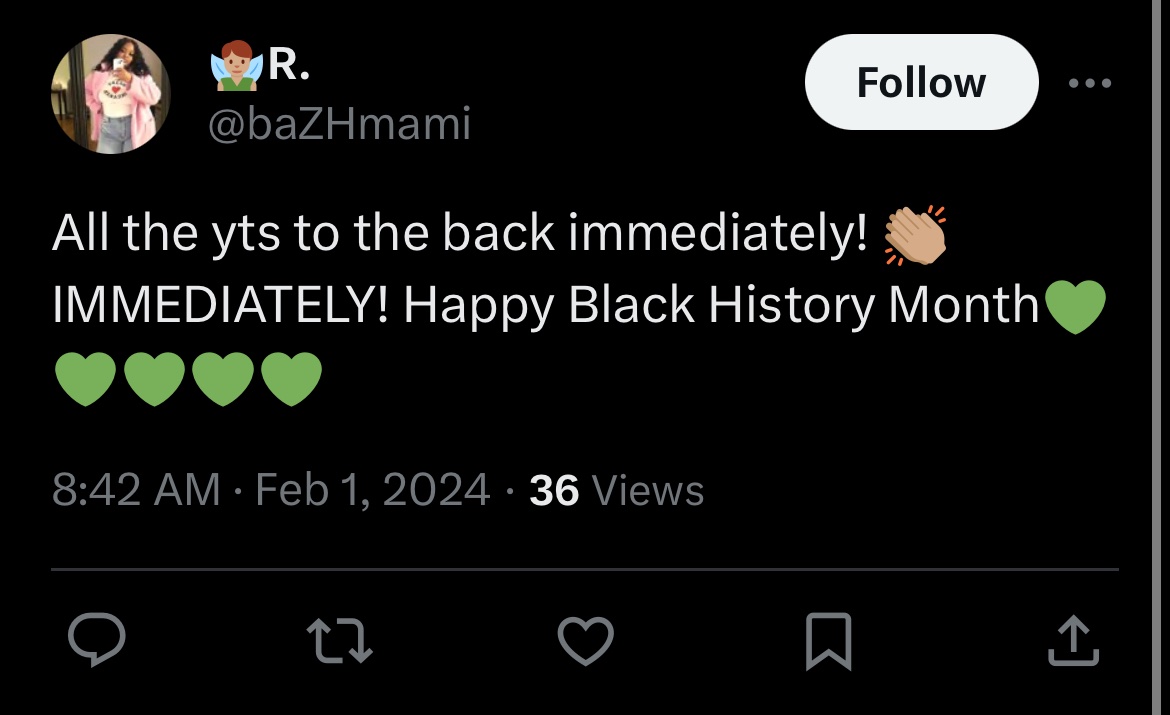 🧚🏼R.
@baZHmami
Follow
All the yts to the back immediately! 👏🏼
IMMEDIATELY! Happy Black History Month💚
💚💚💚💚
8:42 AM · Feb 1, 2024 · 36 Views